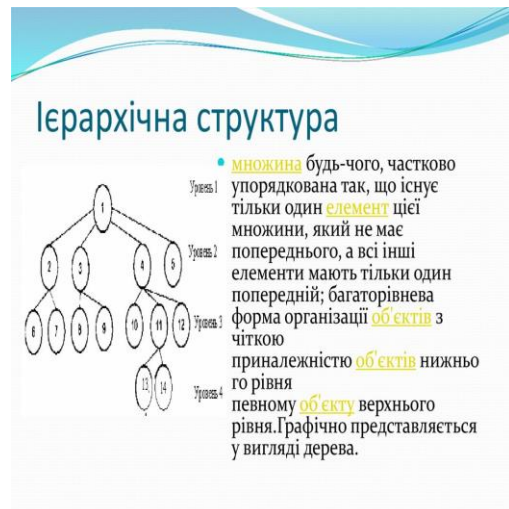 Ієрархічна структура
множина будь-чого, частково
упорядкована так, що існує
тільки один елемент цієї
множини, який не має
попереднього, а всі інші
елементи мають тільки один
попередній; багаторівнева
форма організації об'єктів з
чіткою
приналежністю об'єктів нижньо
го рівня
певному об'єкту верхнього
рівня.Графічно представляється
у вигляді дерева.
Уровень 1
1
Уровень 2
2 3 4 5
Уровень 3
6 7 8 9 10 11 12
Уровень 4
13 14